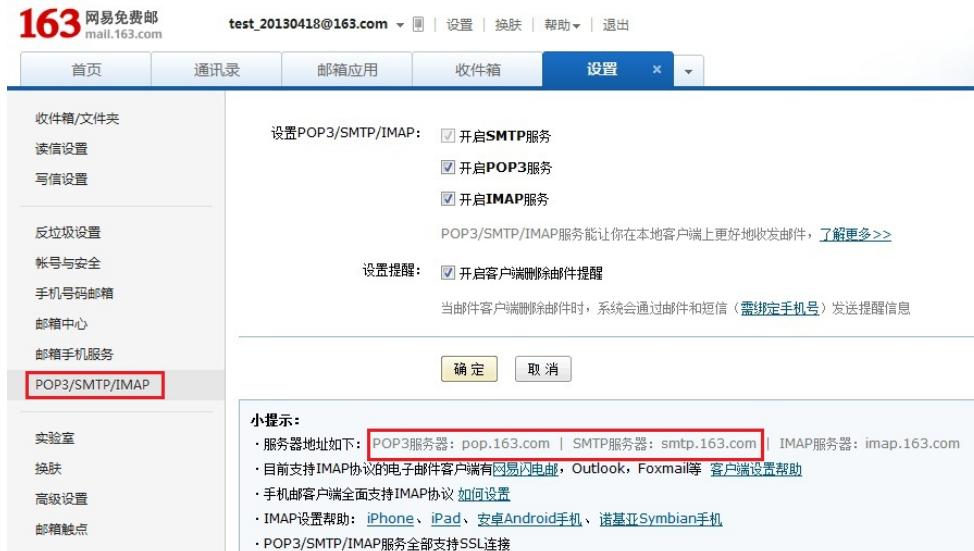 163 网易免费邮 mail.163.com test_20130418@163.com | 设置 | 换肤 | 帮助 | 退出
首页 通讯录 邮箱应用 收件箱 设置 ×
收件箱/文件夹
读信设置
写信设置
反垃圾设置
帐号与安全
手机号码邮箱
邮箱中心
邮箱手机服务
POP3/SMTP/IMAP
实验室
换肤
高级设置
邮箱触点
设置POP3/SMTP/IMAP: 开启SMTP服务
开启POP3服务
开启IMAP服务
POP3/SMTP/IMAP服务能让你在本地客户端上更好地收发邮件，了解更多>>
设置提醒: 开启客户端删除邮件提醒
当邮件客户端删除邮件时，系统会通过邮件和短信（需绑定手机号）发送提醒信息
确定 取消
小提示:
·服务器地址如下: POP3服务器: pop.163.com | SMTP服务器: smtp.163.com | IMAP服务器: imap.163.com
·目前支持IMAP协议的电子邮件客户端有网易闪电邮，Outlook，Foxmail等 客户端设置帮助
·手机邮客户端全面支持IMAP协议 如何设置
·IMAP设置帮助: iPhone、iPad、安卓Android手机、诺基亚Symbian手机
·POP3/SMTP/IMAP服务全部支持SSL连接